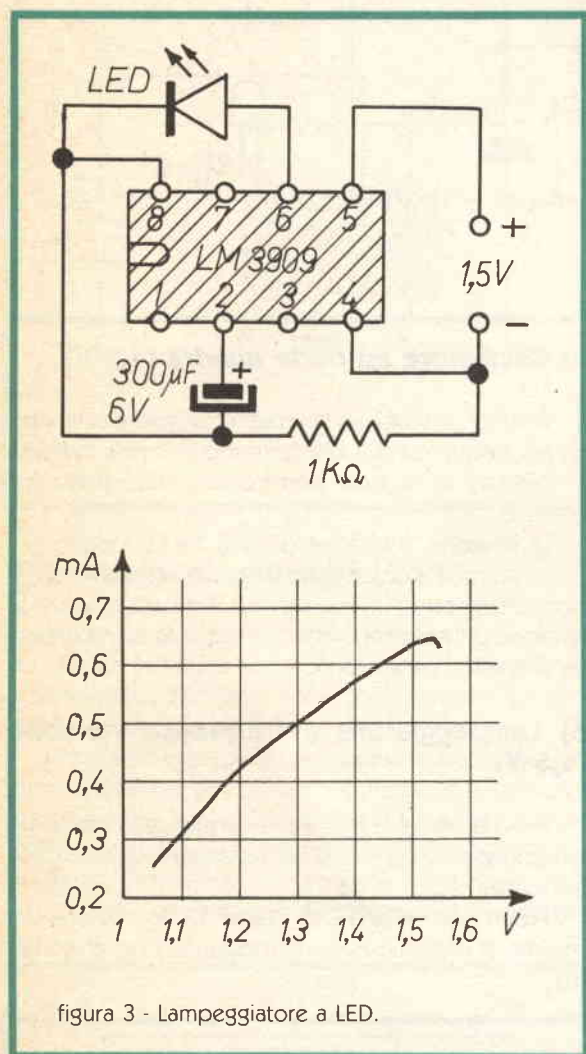 LED
8 7 6 5
LM 3909
1 2 3 4
+
1,5V
-
300µF +
6V
1KΩ
mA
0,7
0,6
0,5
0,4
0,3
0,2
1 1,1 1,2 1,3 1,4 1,5 1,6 V
figura 3 - Lampeggiatore a LED.